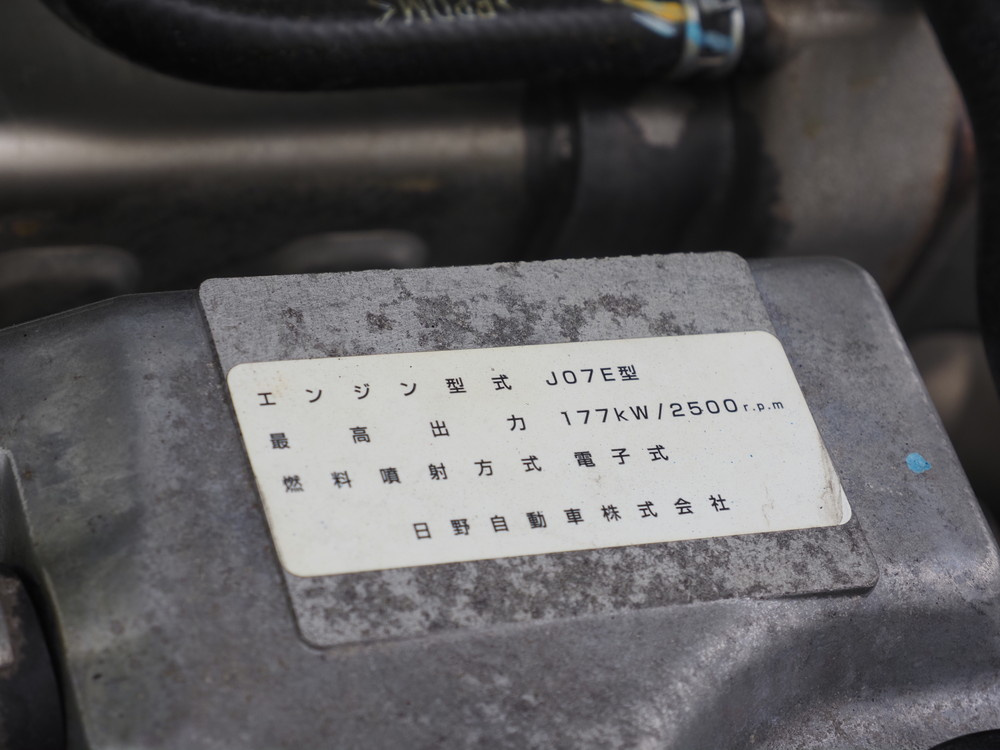 エンジン型式 J07E型
最高出力 177kW/2500r.p.m
燃料噴射方式 電子式
日野自動車株式会社